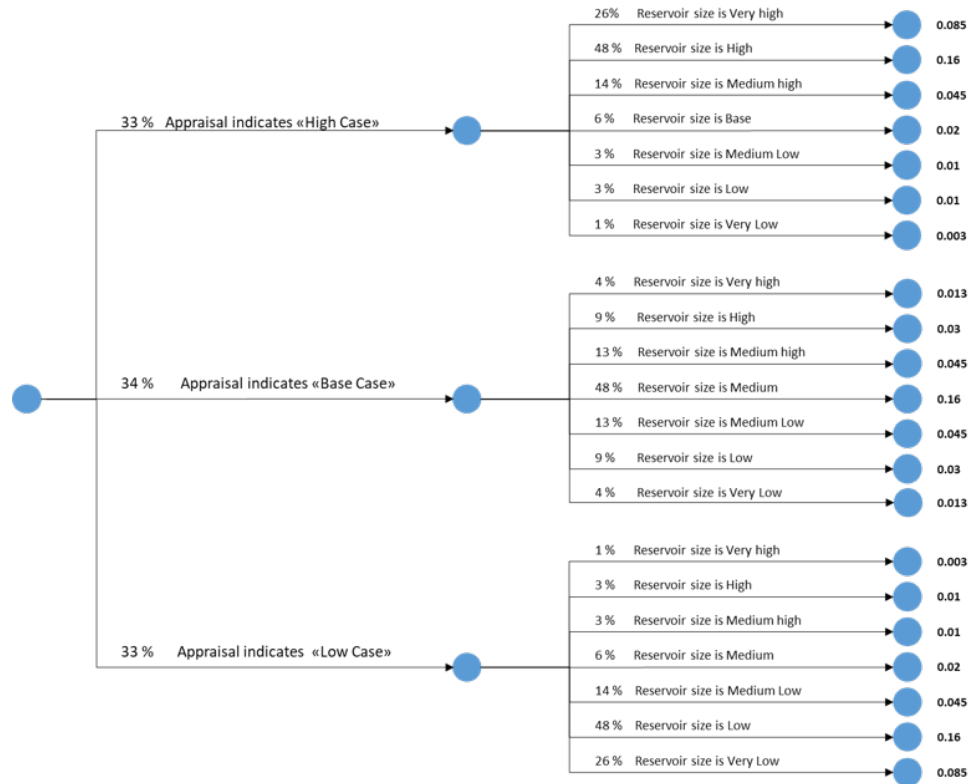 26% Reservoir size is Very high 0.085
48 % Reservoir size is High 0.16
14 % Reservoir size is Medium high 0.045
33 % Appraisal indicates «High Case»
6 % Reservoir size is Base 0.02
3 % Reservoir size is Medium Low 0.01
3 % Reservoir size is Low 0.01
1 % Reservoir size is Very Low 0.003
4 % Reservoir size is Very high 0.013
9 % Reservoir size is High 0.03
13 % Reservoir size is Medium high 0.045
34 % Appraisal indicates «Base Case»
48 % Reservoir size is Medium 0.16
13 % Reservoir size is Medium Low 0.045
9 % Reservoir size is Low 0.03
4 % Reservoir size is Very Low 0.013
1 % Reservoir size is Very high 0.003
3 % Reservoir size is High 0.01
3 % Reservoir size is Medium high 0.01
33 % Appraisal indicates «Low Case»
6 % Reservoir size is Medium 0.02
14 % Reservoir size is Medium Low 0.045
48 % Reservoir size is Low 0.16
26 % Reservoir size is Very Low 0.085